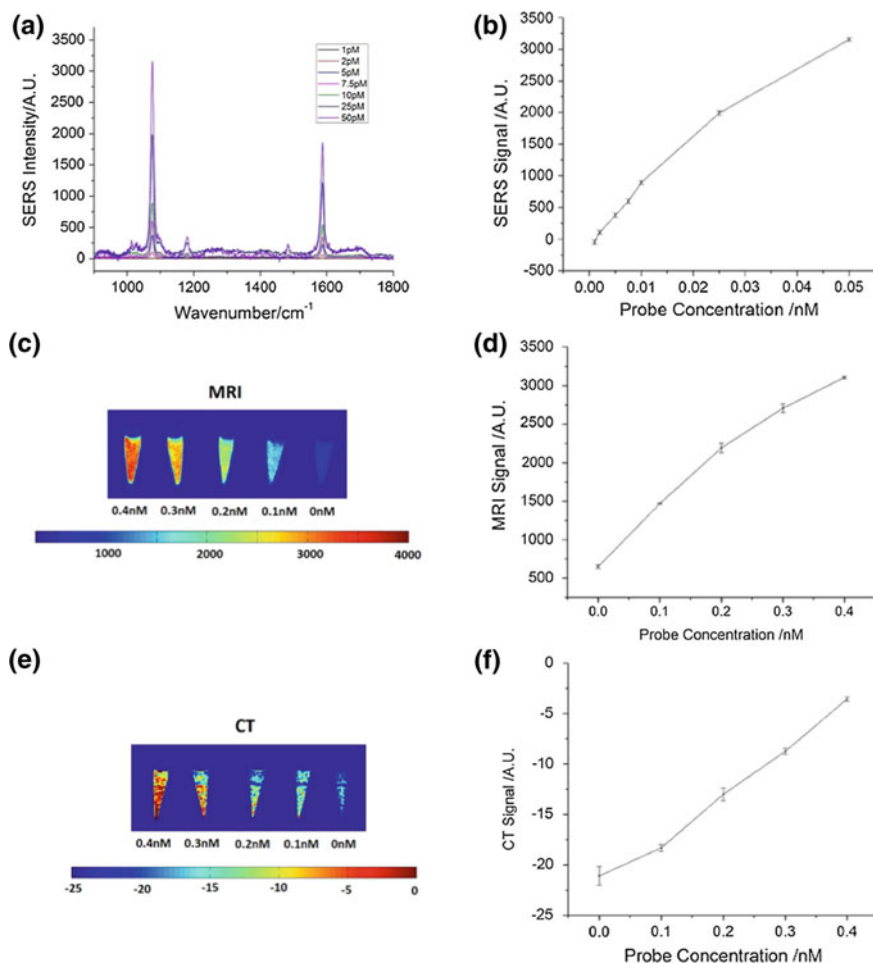 (a)
3500
3000
2500
2000
1500
1000
500
0
SERS Intensity/A.U.
1pM
2pM
5pM
7.5pM
10pM
25pM
50pM
1000 1200 1400 1600 1800
Wavenumber/cm⁻¹
(b)
3500
3000
2500
2000
1500
1000
500
0
-500
SERS Signal /A.U.
0.00 0.01 0.02 0.03 0.04 0.05
Probe Concentration /nM
(c)
MRI
0.4nM 0.3nM 0.2nM 0.1nM 0nM
1000 2000 3000 4000
(d)
3500
3000
2500
2000
1500
1000
500
MRI Signal /A.U.
0.0 0.1 0.2 0.3 0.4
Probe Concentration /nM
(e)
CT
0.4nM 0.3nM 0.2nM 0.1nM 0nM
-25 -20 -15 -10 -5 0
(f)
0
-5
-10
-15
-20
-25
CT Signal /A.U.
0.0 0.1 0.2 0.3 0.4
Probe Concentration /nM